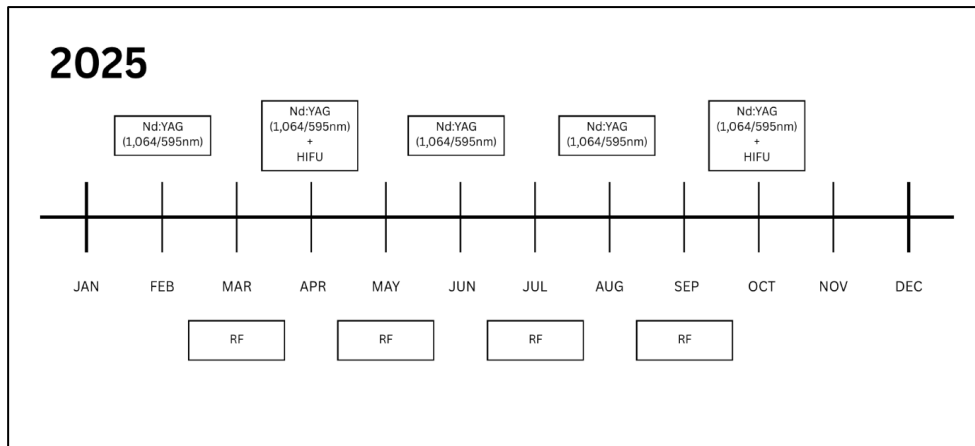 2025
Nd:YAG
(1,064/595nm)
Nd:YAG
(1,064/595nm)
+
HIFU
Nd:YAG
(1,064/595nm)
Nd:YAG
(1,064/595nm)
Nd:YAG
(1,064/595nm)
+
HIFU
JAN
FEB
MAR
APR
MAY
JUN
JUL
AUG
SEP
OCT
NOV
DEC
RF
RF
RF
RF